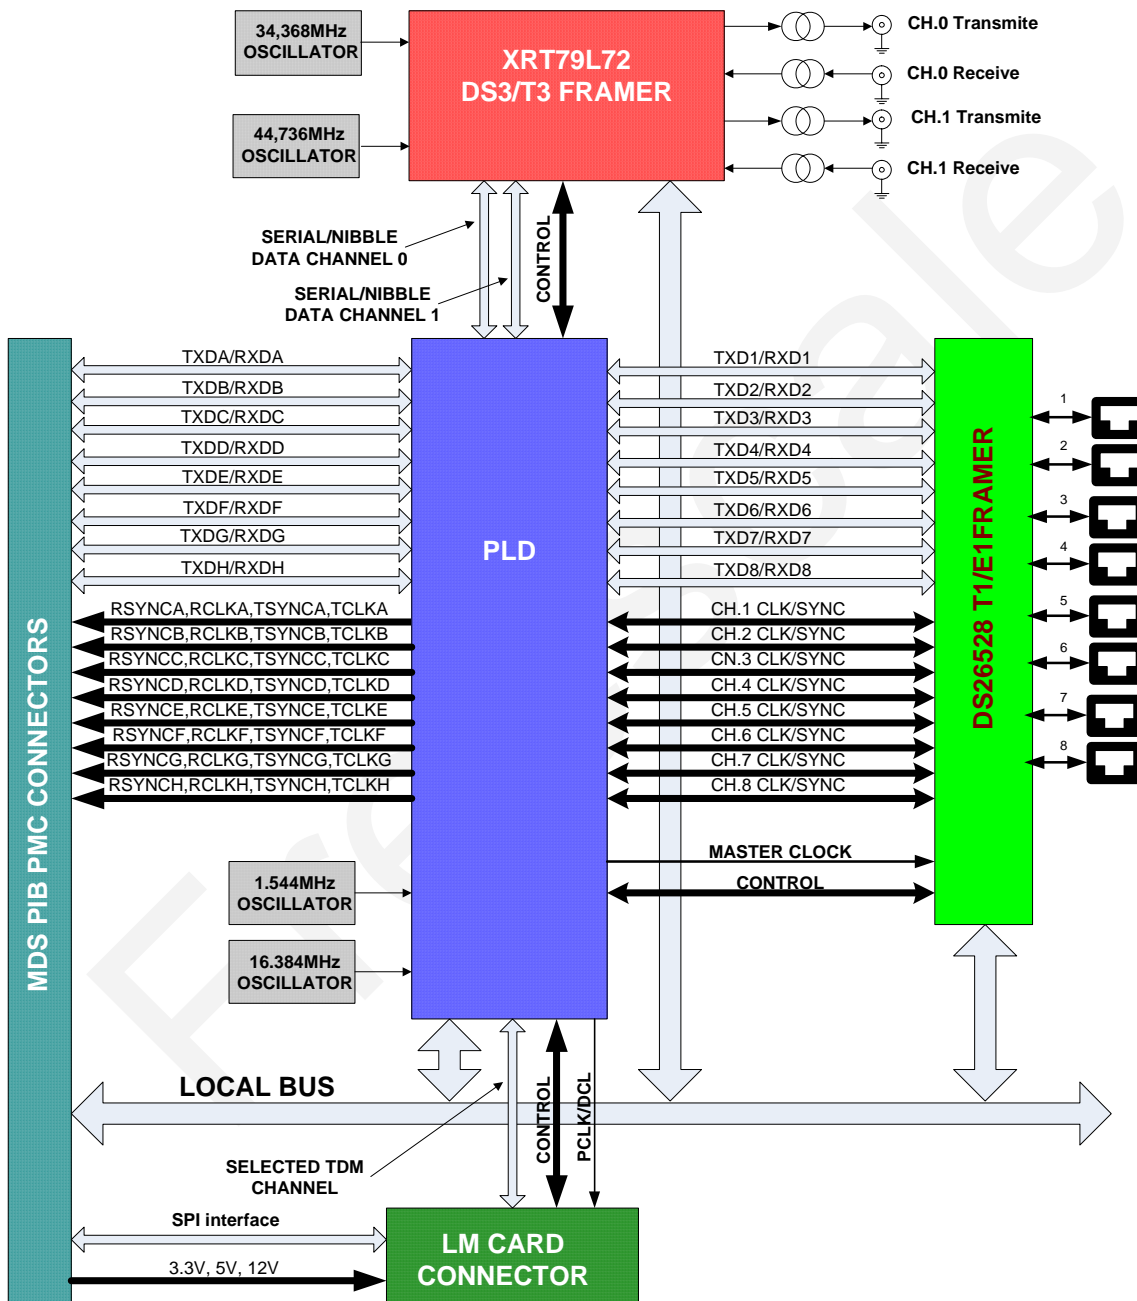 34,368MHz
OSCILLATOR
44,736MHz
OSCILLATOR
XRT79L72
DS3/T3 FRAMER
CH.0 Transmite
CH.0 Receive
CH.1 Transmite
CH.1 Receive
SERIAL/NIBBLE
DATA CHANNEL 0
SERIAL/NIBBLE
DATA CHANNEL 1
CONTROL
MDS PIB PMC CONNECTORS
TXDA/RXDA
TXDB/RXDB
TXDC/RXDC
TXDD/RXDD
TXDE/RXDE
TXDF/RXDF
TXDG/RXDG
TXDH/RXDH
RSYNCA,RCLKA,TSYNCA,TCLKA
RSYNCB,RCLKB,TSYNCB,TCLKB
RSYNCC,RCLKC,TSYNCC,TCLKC
RSYNCD,RCLKD,TSYNCD,TCLKD
RSYNCE,RCLKE,TSYNCE,TCLKE
RSYNCF,RCLKF,TSYNCF,TCLKF
RSYNCG,RCLKG,TSYNCG,TCLKG
RSYNCH,RCLKH,TSYNCH,TCLKH
PLD
TXD1/RXD1
TXD2/RXD2
TXD3/RXD3
TXD4/RXD4
TXD5/RXD5
TXD6/RXD6
TXD7/RXD7
TXD8/RXD8
CH.1 CLK/SYNC
CH.2 CLK/SYNC
CN.3 CLK/SYNC
CH.4 CLK/SYNC
CH.5 CLK/SYNC
CH.6 CLK/SYNC
CH.7 CLK/SYNC
CH.8 CLK/SYNC
MASTER CLOCK
CONTROL
DS26528 T1/E1FRAMER
1
2
3
4
5
6
7
8
1.544MHz
OSCILLATOR
16.384MHz
OSCILLATOR
LOCAL BUS
CONTROL
PCLK/DCL
SELECTED TDM
CHANNEL
SPI interface
3.3V, 5V, 12V
LM CARD
CONNECTOR
Freescale